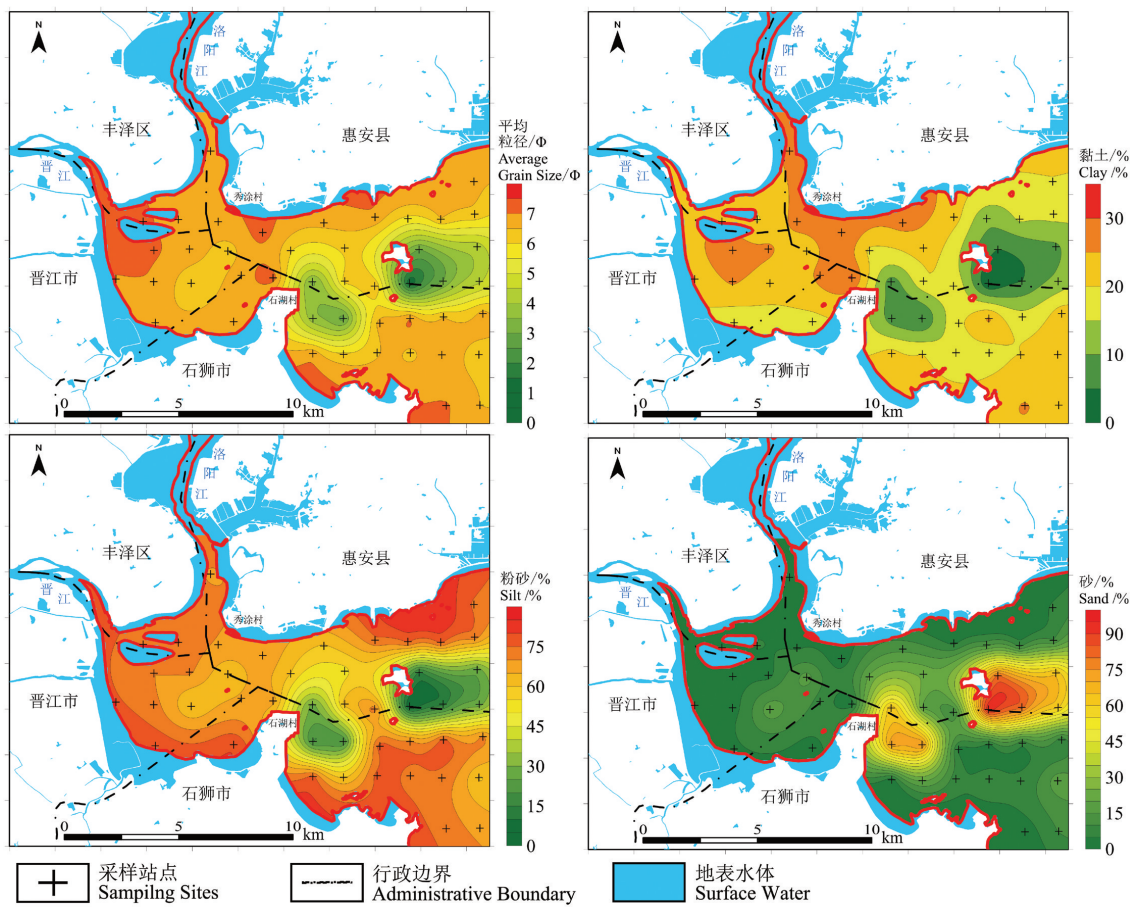 N
洛
阳
江
丰泽区
惠安县
晋
江
秀涂村
晋江市
石湖村
石狮市
0 5 10
km
平均
粒径/Φ
Average
Grain Size/Φ
7
6
5
4
3
2
1
0
N
洛
阳
江
丰泽区
惠安县
晋
江
秀涂村
晋江市
石湖村
石狮市
0 5 10
km
黏土/%
Clay /%
30
20
10
0
N
洛
阳
江
丰泽区
惠安县
晋
江
秀涂村
晋江市
石湖村
石狮市
0 5 10
km
粉砂/%
Silt /%
75
60
45
30
15
0
N
洛
阳
江
丰泽区
惠安县
晋
江
秀涂村
晋江市
石湖村
石狮市
0 5 10
km
砂/%
Sand /%
90
75
60
45
30
15
0
采样站点
Sampilng Sites
行政边界
Administrative Boundary
地表水体
Surface Water